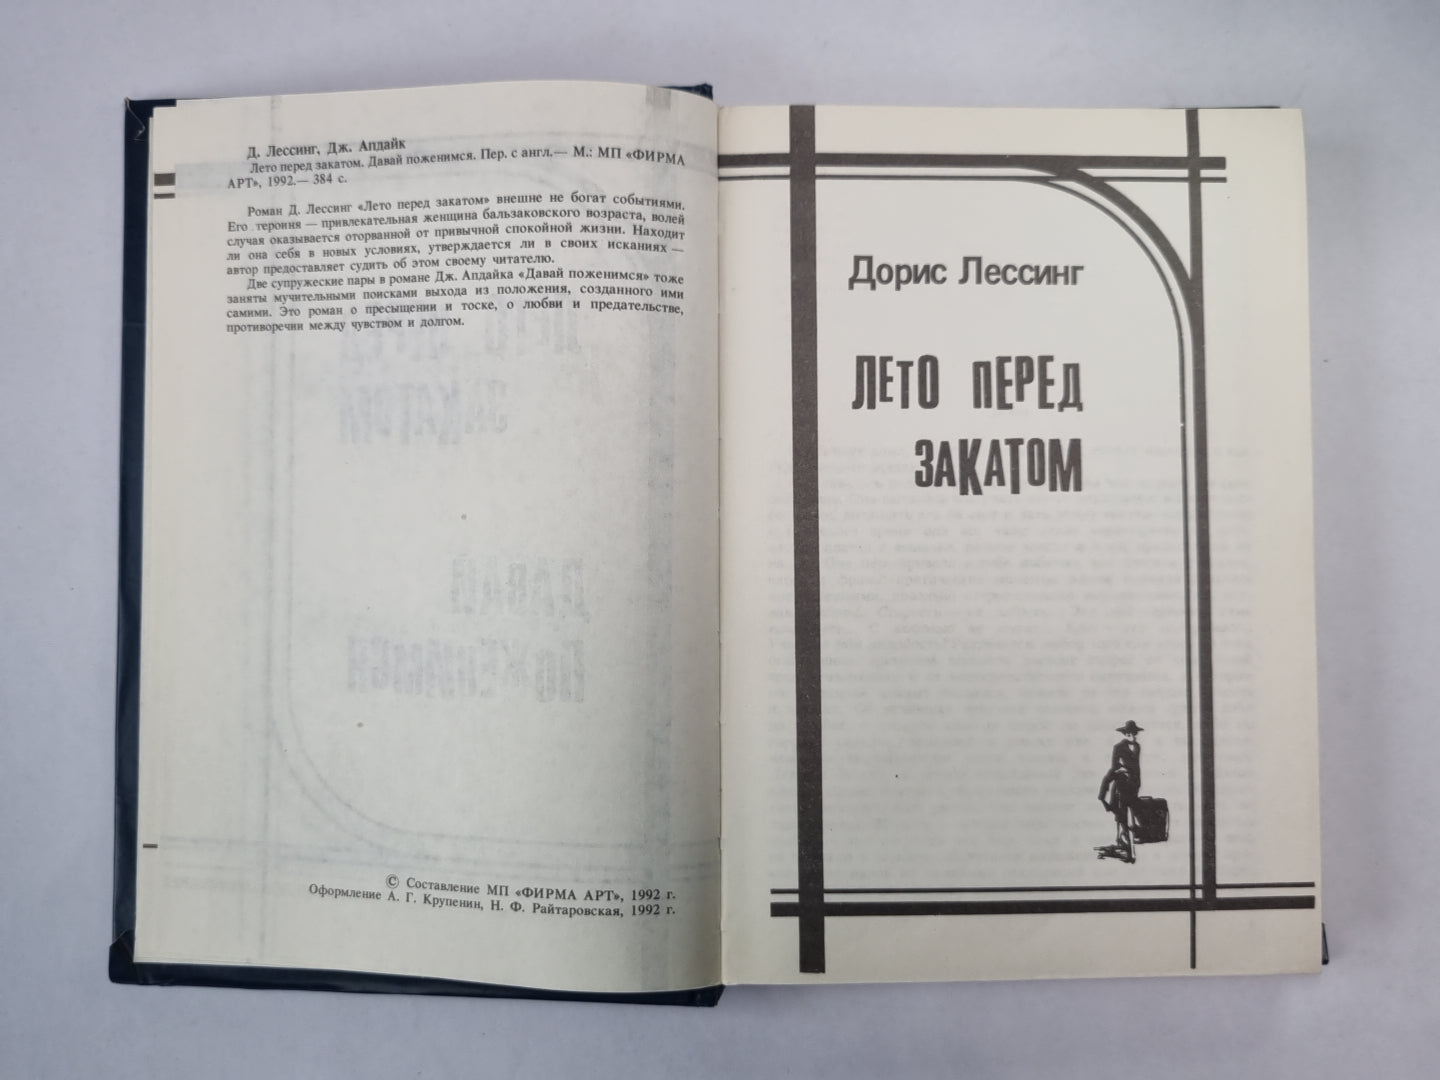 Д. Лессинг, Дж. Апдайк
Лето перед закатом. Давай поженимся. Пер. с англ.— М.: МП «ФИРМА
АРТ», 1992.— 384 с.
Роман Д. Лессинг «Лето перед закатом» внешне не богат событиями.
Его героиня — привлекательная женщина бальзаковского возраста, волей
случая оказывается оторванной от привычной спокойной жизни. Находит
ли она себя в новых условиях, утверждается ли в своих исканиях —
автор предоставляет судить об этом своему читателю.
Две супружеские пары в романе Дж. Апдайка «Давай поженимся» тоже
заняты мучительными поисками выхода из положения, созданного ими
самими. Это роман о пресыщении и тоске, о любви и предательстве,
противоречии между чувством и долгом.
© Составление МП «ФИРМА АРТ», 1992 г.
Оформление А. Г. Крупенин, Н. Ф. Райтаровская, 1992 г.
Дорис Лессинг
ЛЕТО ПЕРЕД
ЗАКАТОМ